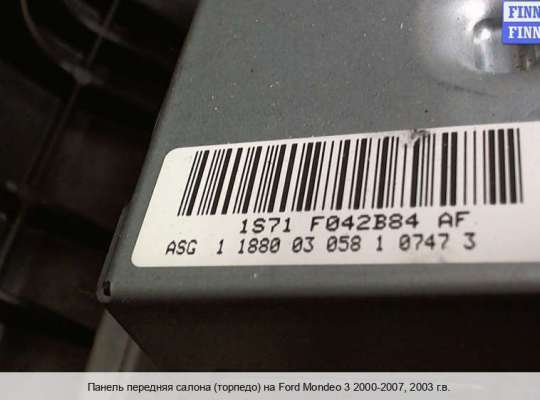 FINN
FINN
1S71 F042B84 AF
ASG 1 1880 03 058 1 0747 3
Панель передняя салона (торпедо) на Ford Mondeo 3 2000-2007, 2003 г.в.